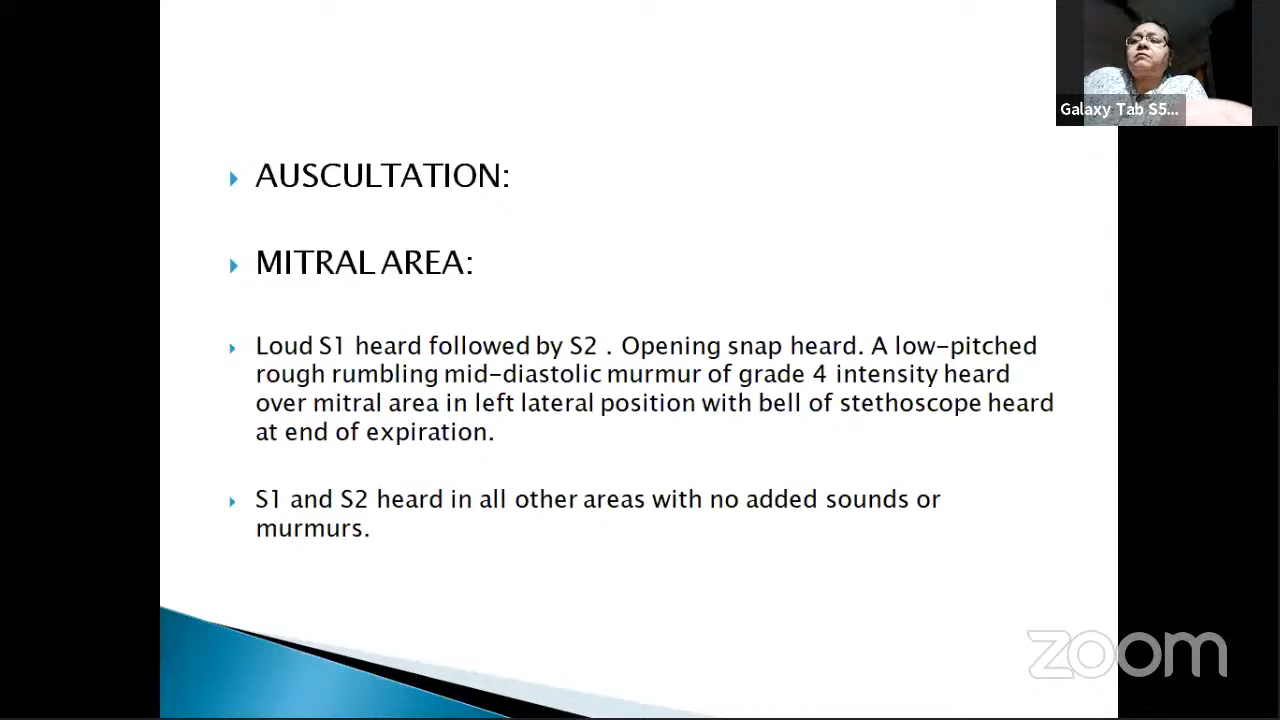 Galaxy Tab S5...
AUSCULTATION:
MITRAL AREA:
Loud S1 heard followed by S2 . Opening snap heard. A low-pitched
rough rumbling mid-diastolic murmur of grade 4 intensity heard
over mitral area in left lateral position with bell of stethoscope heard
at end of expiration.
S1 and S2 heard in all other areas with no added sounds or
murmurs.
zoom